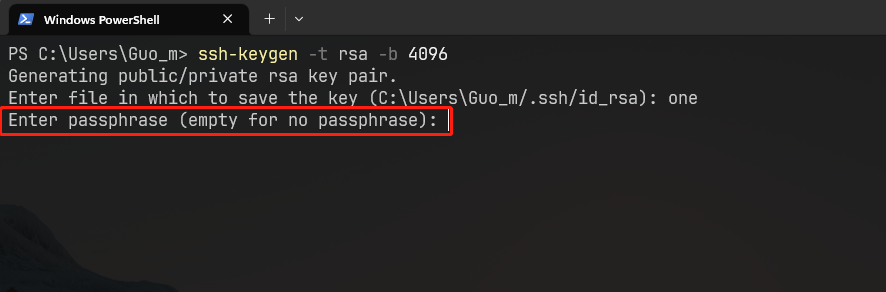 Windows PowerShell
PS C:\Users\Guo_m> ssh-keygen -t rsa -b 4096
Generating public/private rsa key pair.
Enter file in which to save the key (C:\Users\Guo_m/.ssh/id_rsa): one
Enter passphrase (empty for no passphrase):